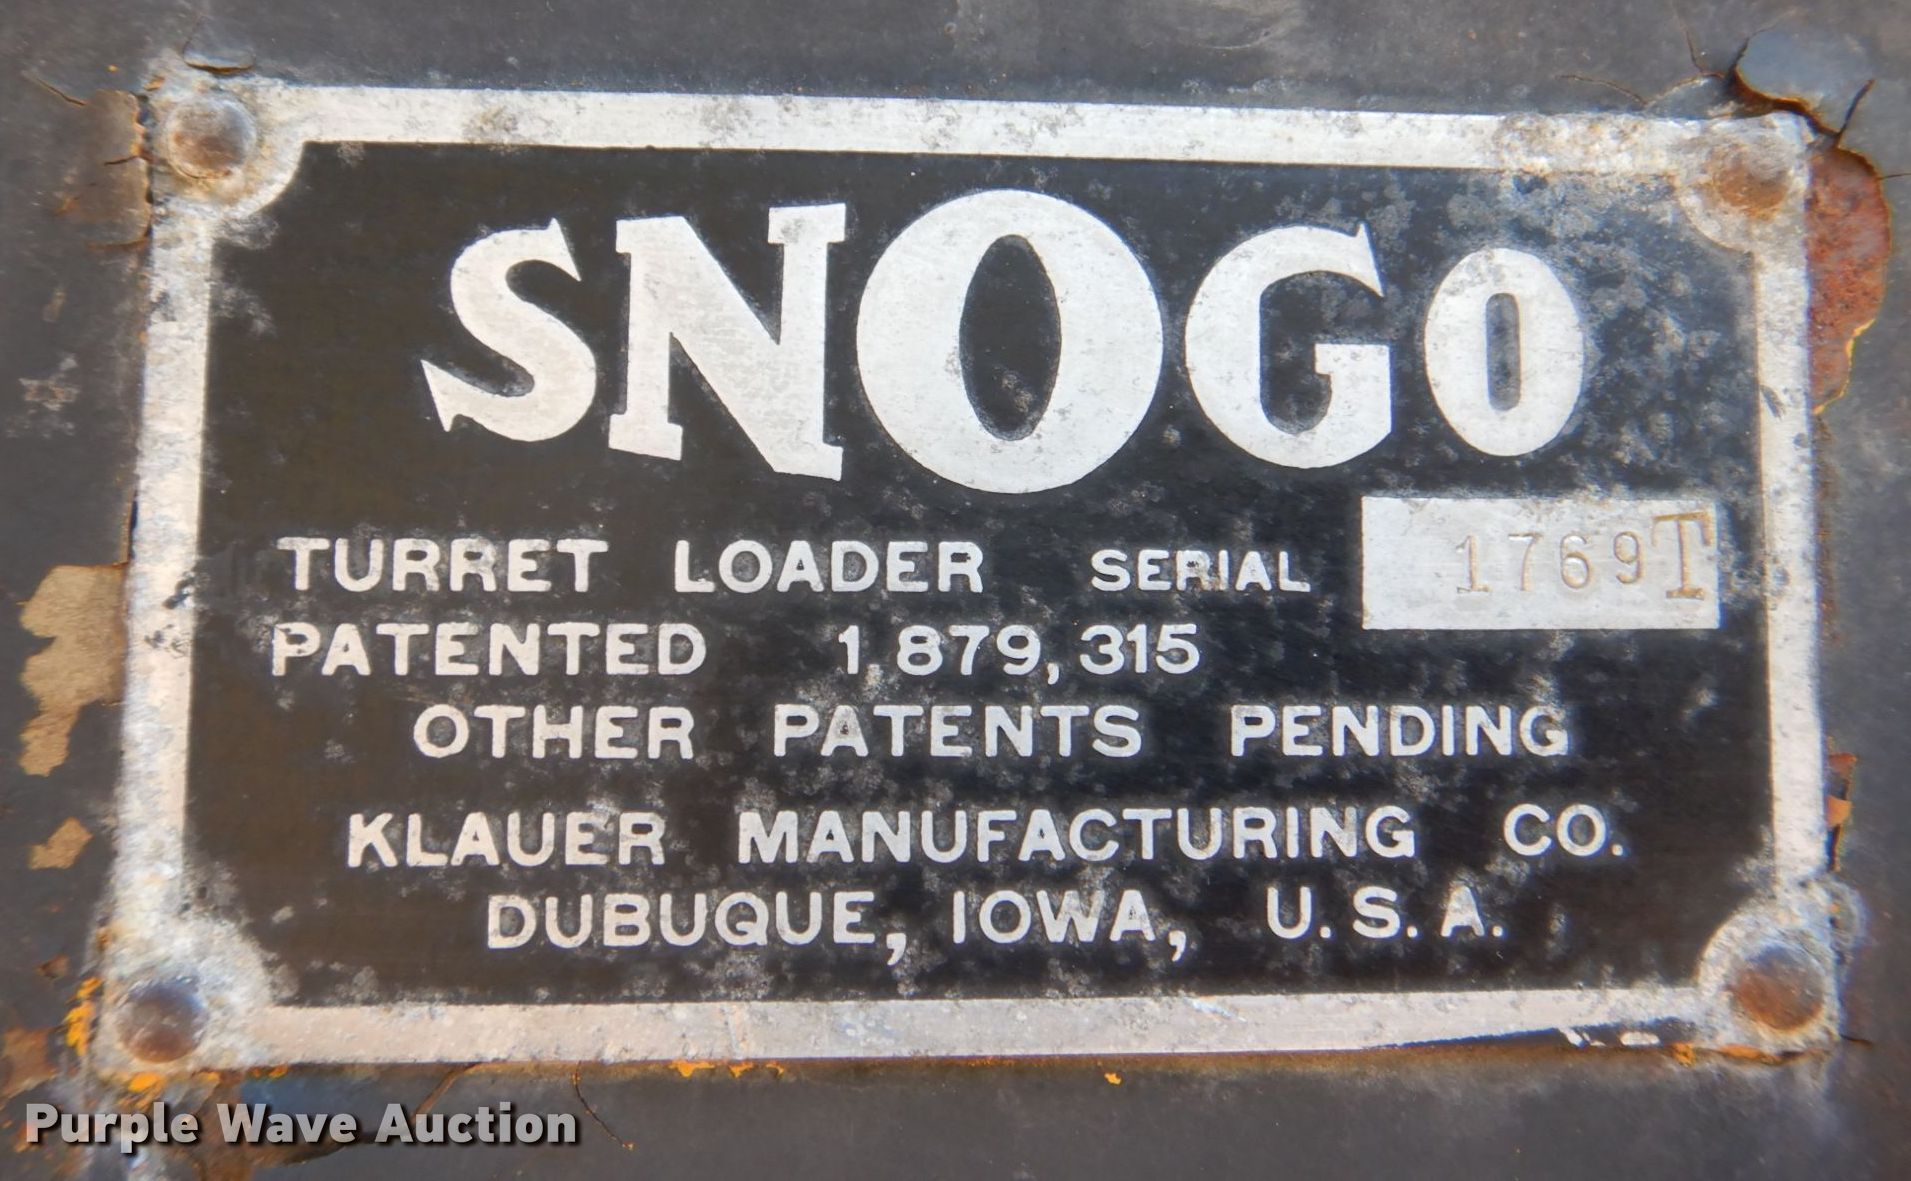 SNOGO
TURRET LOADER SERIAL 1769T
PATENTED 1,879,315
OTHER PATENTS PENDING
KLAUER MANUFACTURING CO.
DUBUQUE, IOWA, U.S.A.
Purple Wave Auction